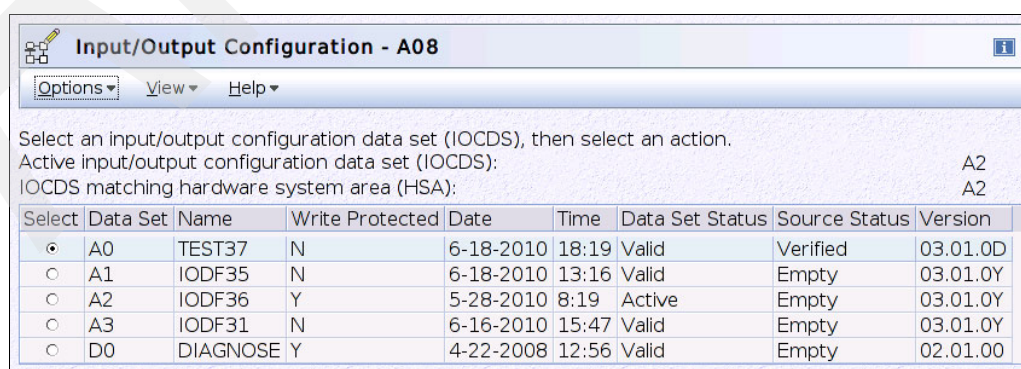 Input/Output Configuration - A08
Options View Help
Select an input/output configuration data set (IOCDS), then select an action.
Active input/output configuration data set (IOCDS): A2
IOCDS matching hardware system area (HSA): A2
Select Data Set Name Write Protected Date Time Data Set Status Source Status Version
A0 TEST37 N 6-18-2010 18:19 Valid Verified 03.01.0D
A1 IODF35 N 6-18-2010 13:16 Valid Empty 03.01.0Y
A2 IODF36 Y 5-28-2010 8:19 Active Empty 03.01.0Y
A3 IODF31 N 6-16-2010 15:47 Valid Empty 03.01.0Y
D0 DIAGNOSE Y 4-22-2008 12:56 Valid Empty 02.01.00